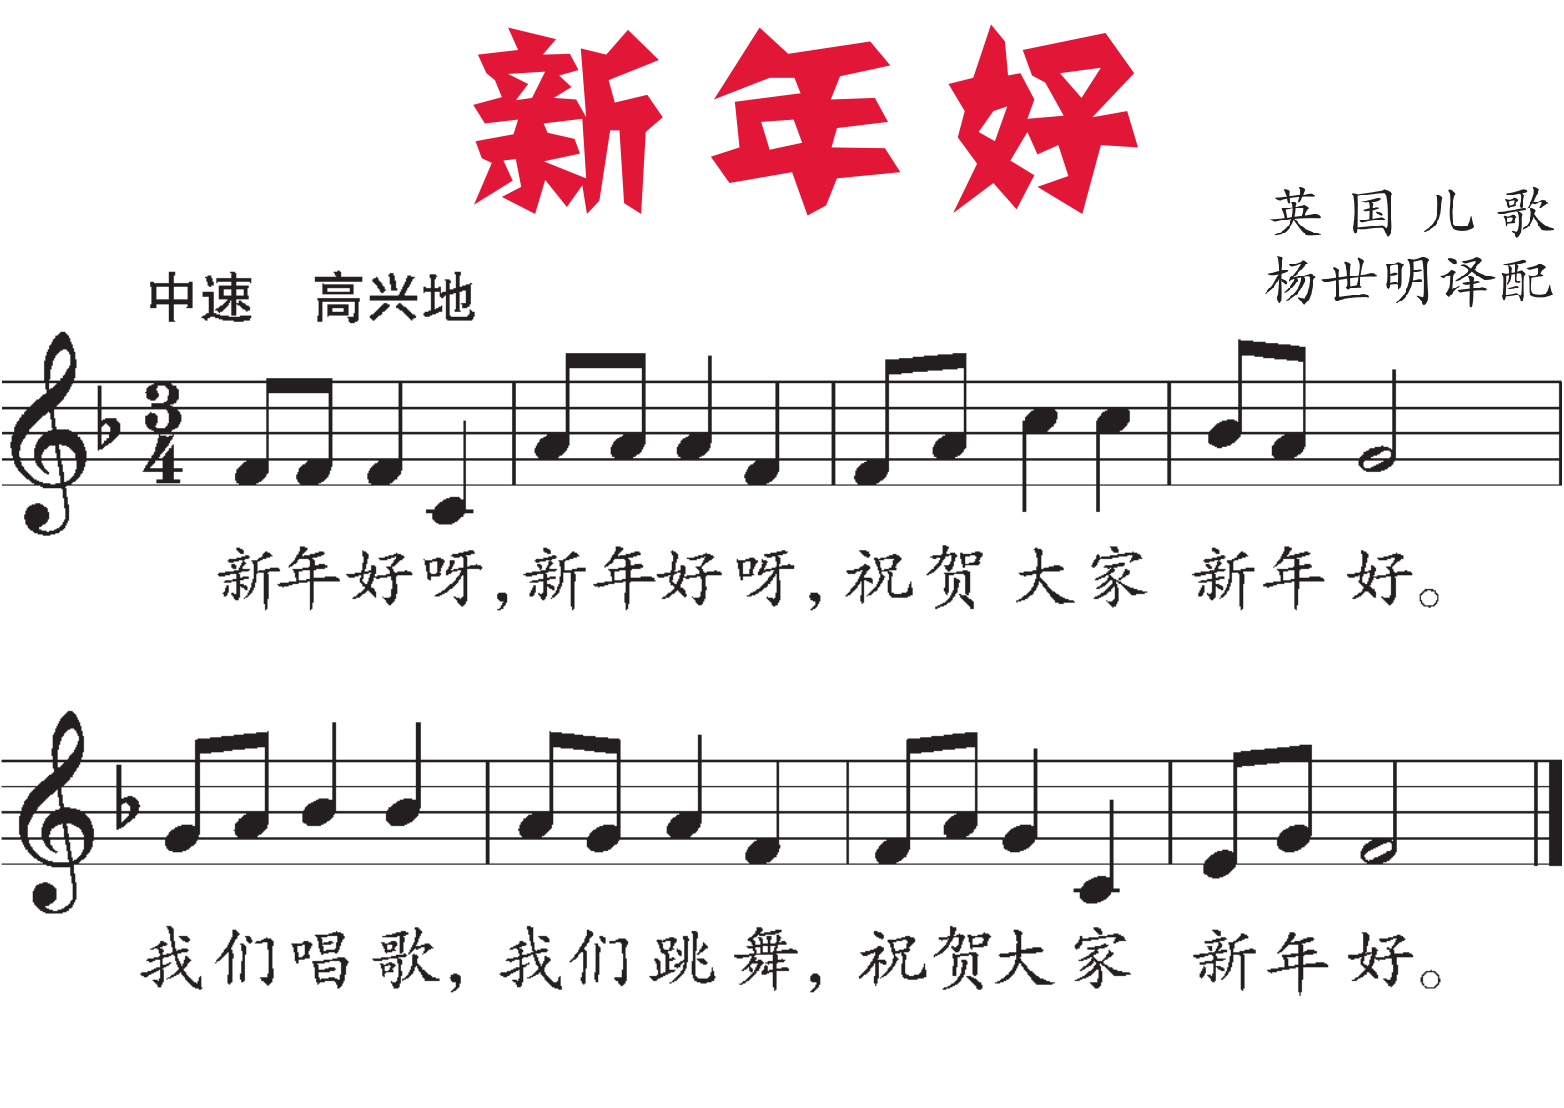 新年好
英国儿歌
杨世明译配
中速 高兴地
3
4
新年好呀,新年好呀,祝贺大家 新年好。
我们唱歌,我们跳舞,祝贺大家 新年好。